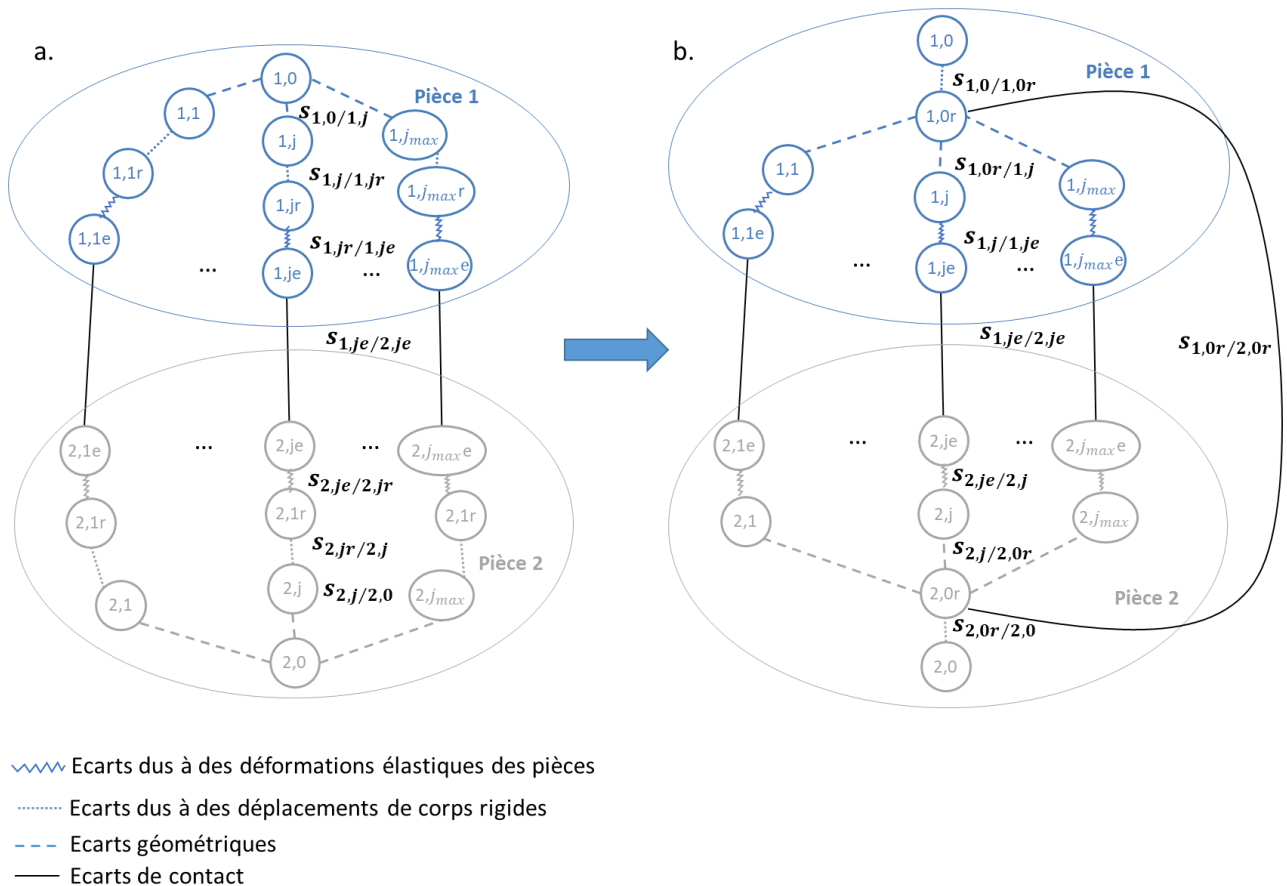 a.
1,0
Pièce 1
1,1
s1,0/1,j
1,j
1,jmax
1,1r
s1,j/1,jr
1,jr
1,jmaxr
1,1e
s1,jr/1,je
1,je
1,jmaxe
...
...
s1,je/2,je
2,1e
...
2,je
...
2,jmaxe
s2,je/2,jr
2,1r
2,1r
2,1r
s2,jr/2,j
Pièce 2
2,1
2,j
s2,j/2,0
2,jmax
2,0
b.
1,0
Pièce 1
s1,0/1,0r
1,0r
1,1
s1,0r/1,j
1,j
1,jmax
1,1e
s1,j/1,je
1,je
1,jmaxe
...
...
s1,je/2,je
s1,0r/2,0r
2,1e
...
2,je
...
2,jmaxe
s2,je/2,j
2,1
2,j
2,jmax
s2,j/2,0r
2,0r
Pièce 2
s2,0r/2,0
2,0
Ecarts dus à des déformations élastiques des pièces
Ecarts dus à des déplacements de corps rigides
Ecarts géométriques
Ecarts de contact